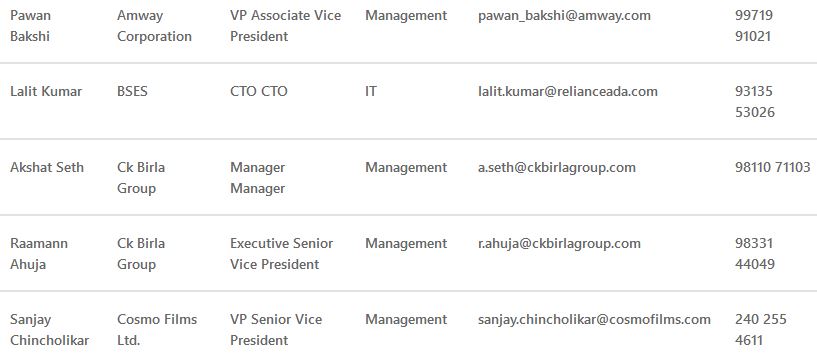 Pawan Amway VP Associate Vice Management pawan_bakshi@amway.com 99719
Bakshi Corporation President 91021
Lalit Kumar BSES CTO CTO IT lalit.kumar@relianceada.com 93135
53026
Akshat Seth Ck Birla Manager Management a.seth@ckbirlagroup.com 98110 71103
Group Manager
Raamann Ck Birla Executive Senior Management r.ahuja@ckbirlagroup.com 98331
Ahuja Group Vice President 44049
Sanjay Cosmo Films VP Senior Vice Management sanjay.chincholikar@cosmofilms.com 240 255
Chincholikar Ltd. President 4611